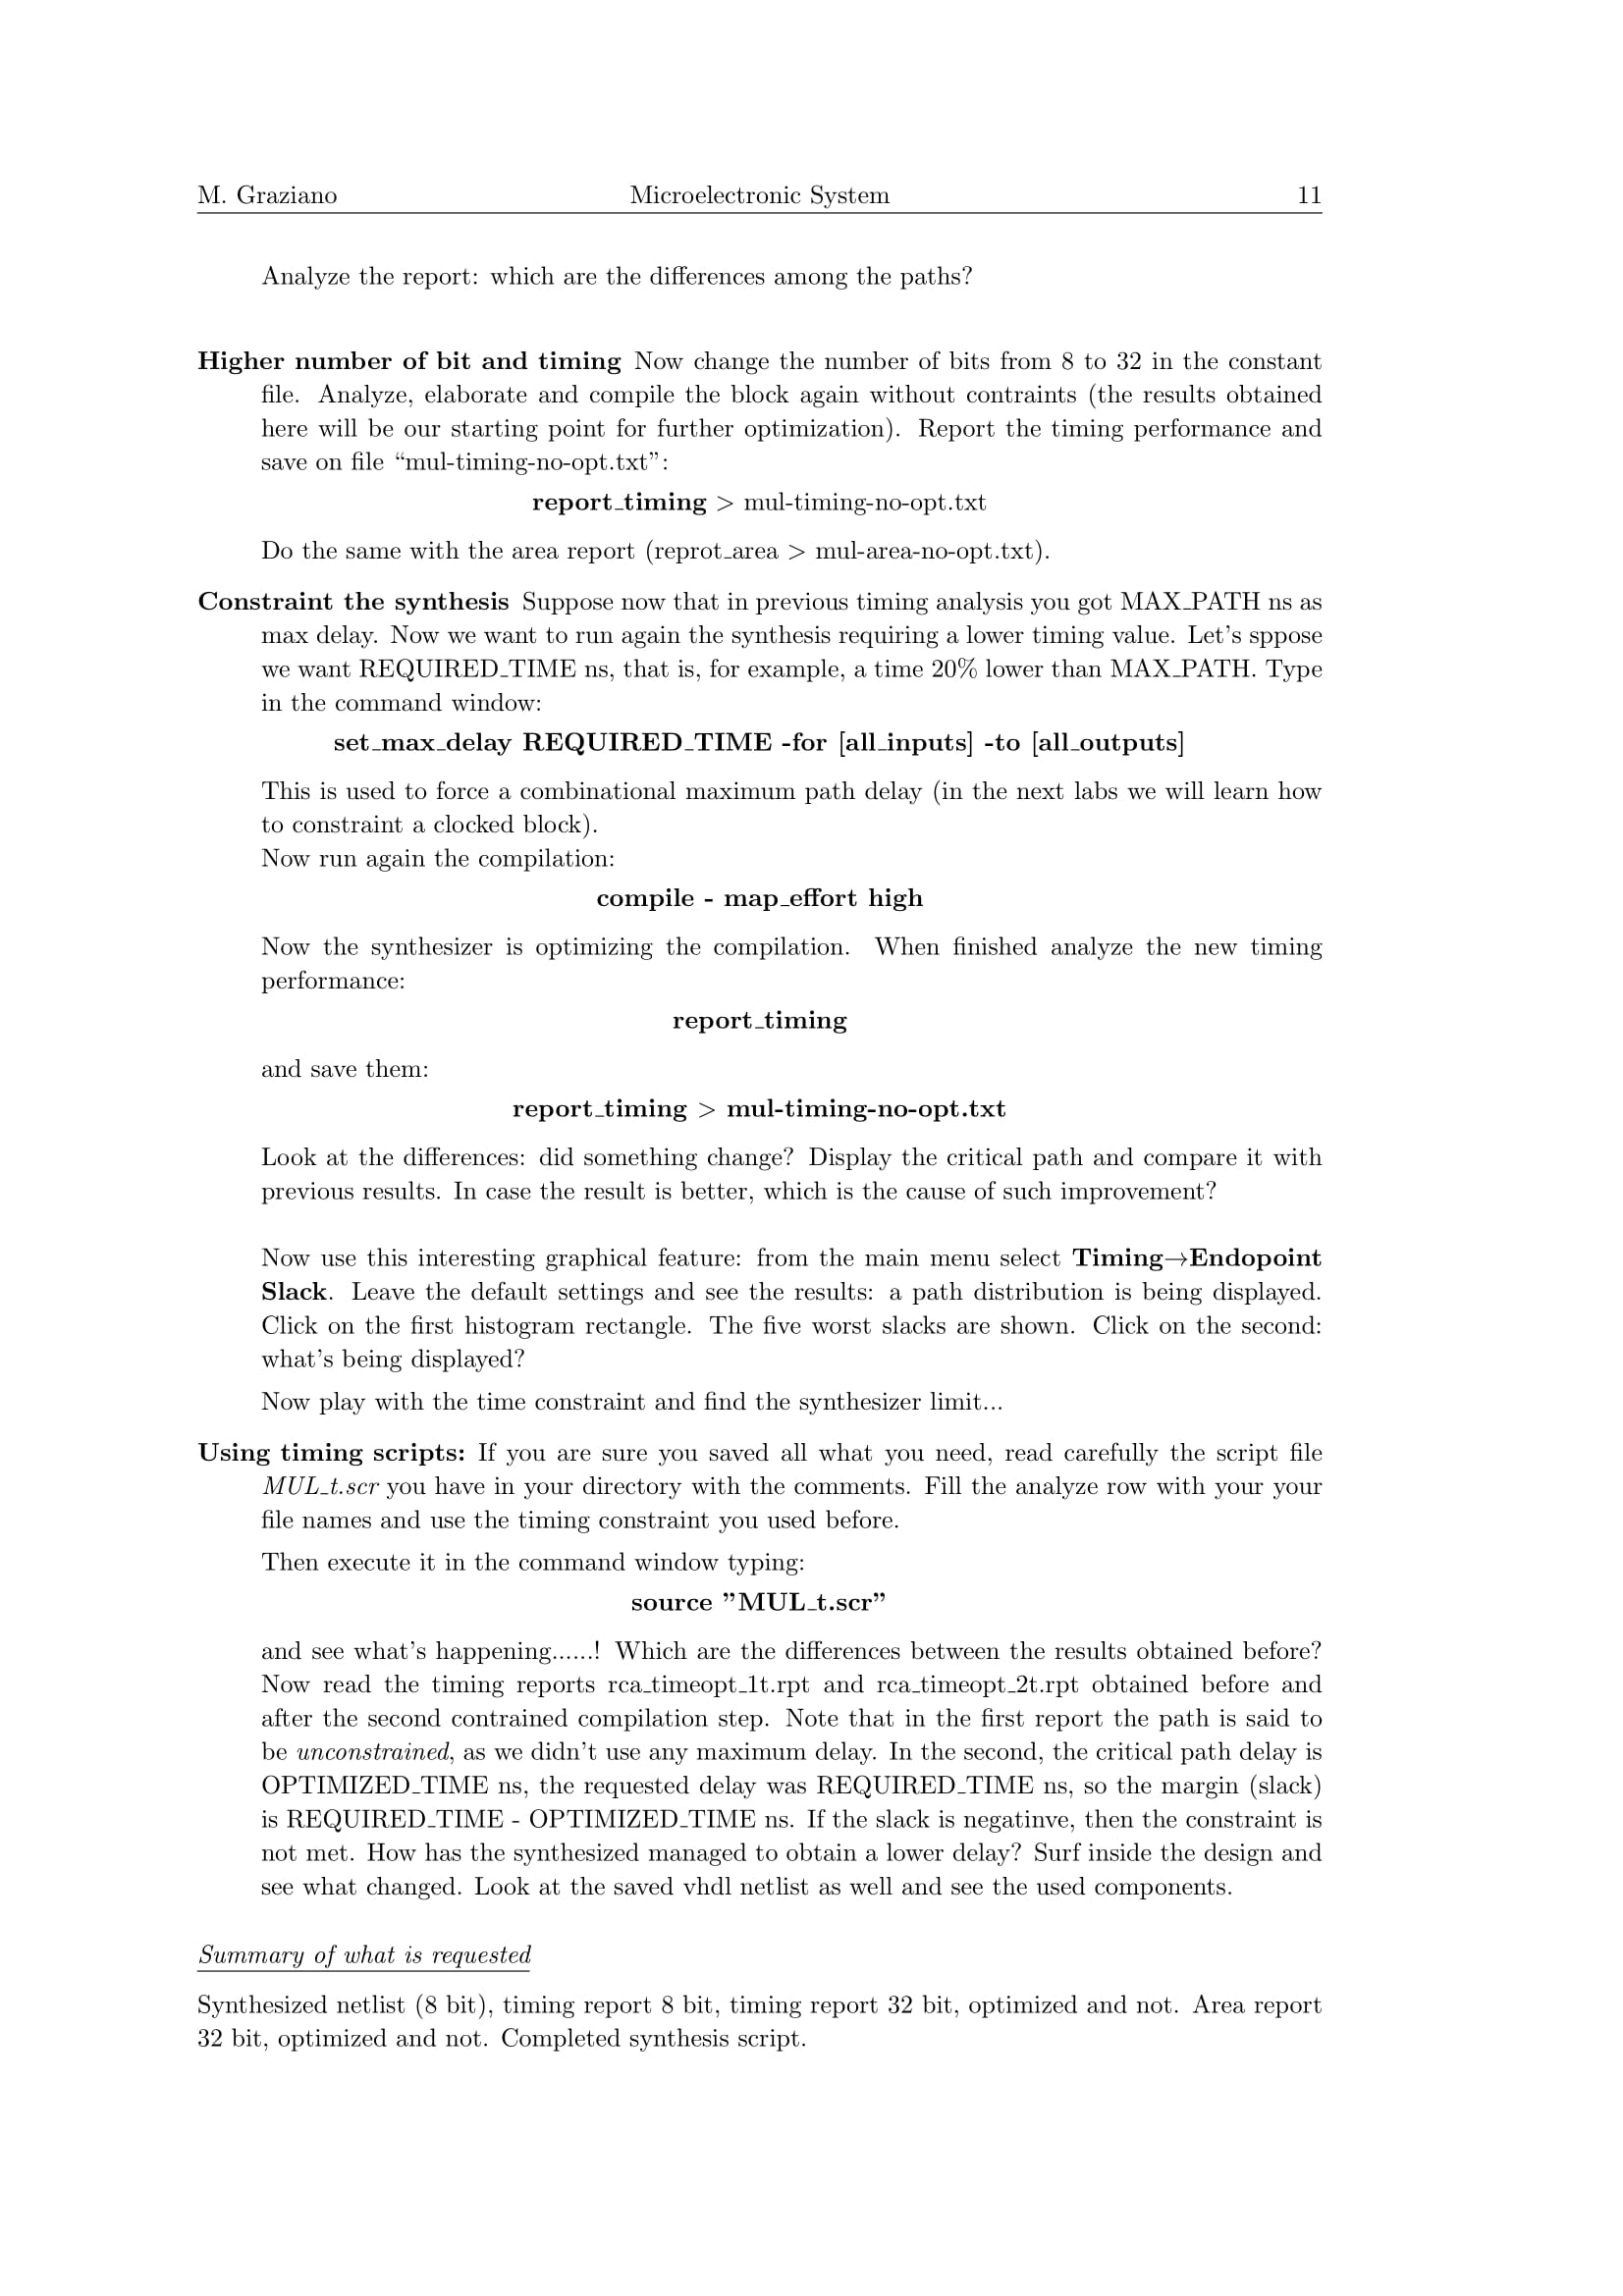 M. Graziano Microelectronic System 11
Analyze the report: which are the differences among the paths?
Higher number of bit and timing Now change the number of bits from 8 to 32 in the constant
file. Analyze, elaborate and compile the block again without contraints (the results obtained
here will be our starting point for further optimization). Report the timing performance and
save on file “mul-timing-no-opt.txt”:
report_timing > mul-timing-no-opt.txt
Do the same with the area report (reprot_area > mul-area-no-opt.txt).
Constraint the synthesis Suppose now that in previous timing analysis you got MAX_PATH ns as
max delay. Now we want to run again the synthesis requiring a lower timing value. Let’s sppose
we want REQUIRED_TIME ns, that is, for example, a time 20% lower than MAX_PATH. Type
in the command window:
set_max_delay REQUIRED_TIME -for [all_inputs] -to [all_outputs]
This is used to force a combinational maximum path delay (in the next labs we will learn how
to constraint a clocked block).
Now run again the compilation:
compile - map_effort high
Now the synthesizer is optimizing the compilation. When finished analyze the new timing
performance:
report_timing
and save them:
report_timing > mul-timing-no-opt.txt
Look at the differences: did something change? Display the critical path and compare it with
previous results. In case the result is better, which is the cause of such improvement?
Now use this interesting graphical feature: from the main menu select Timing→Endopoint
Slack. Leave the default settings and see the results: a path distribution is being displayed.
Click on the first histogram rectangle. The five worst slacks are shown. Click on the second:
what’s being displayed?
Now play with the time constraint and find the synthesizer limit...
Using timing scripts: If you are sure you saved all what you need, read carefully the script file
MUL_t.scr you have in your directory with the comments. Fill the analyze row with your your
file names and use the timing constraint you used before.
Then execute it in the command window typing:
source ”MUL_t.scr”
and see what’s happening......! Which are the differences between the results obtained before?
Now read the timing reports rca_timeopt_1t.rpt and rca_timeopt_2t.rpt obtained before and
after the second contrained compilation step. Note that in the first report the path is said to
be unconstrained, as we didn’t use any maximum delay. In the second, the critical path delay is
OPTIMIZED_TIME ns, the requested delay was REQUIRED_TIME ns, so the margin (slack)
is REQUIRED_TIME - OPTIMIZED_TIME ns. If the slack is negatinve, then the constraint is
not met. How has the synthesized managed to obtain a lower delay? Surf inside the design and
see what changed. Look at the saved vhdl netlist as well and see the used components.
Summary of what is requested
Synthesized netlist (8 bit), timing report 8 bit, timing report 32 bit, optimized and not. Area report
32 bit, optimized and not. Completed synthesis script.